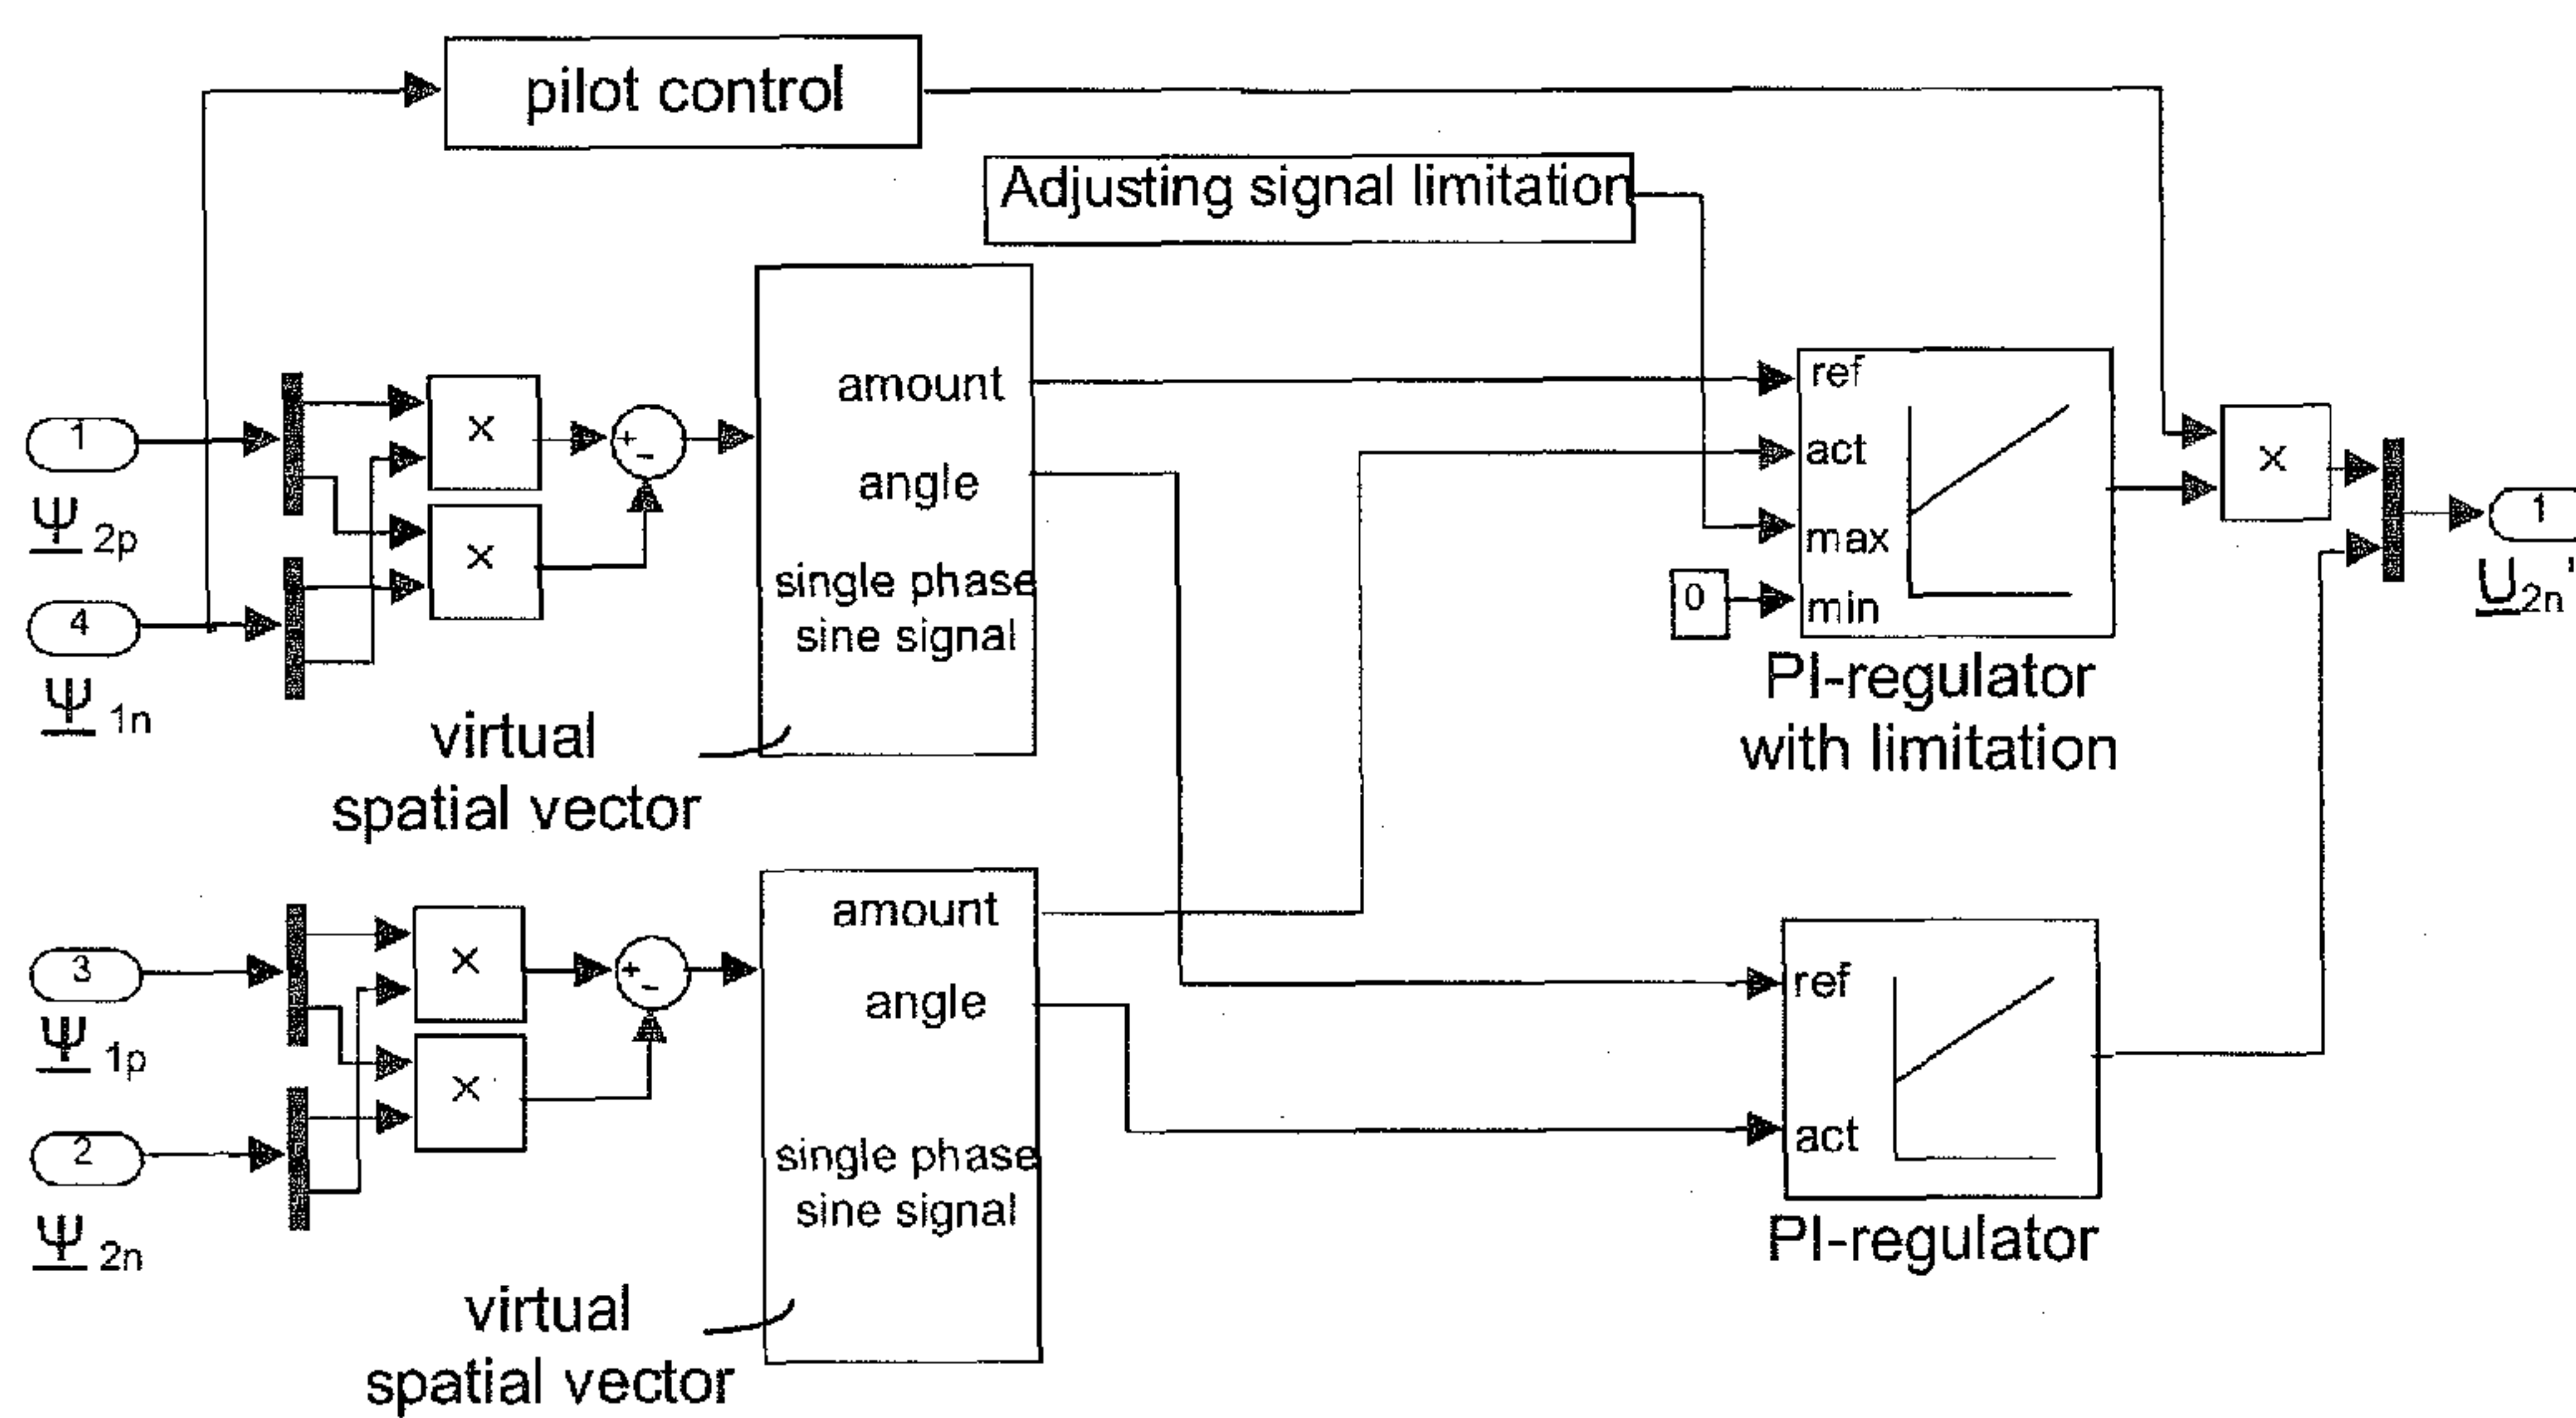 pilot control
Adjusting signal limitation
1
Ψ 2p
4
Ψ 1n
×
×
+
−
amount
angle
single phase
sine signal
virtual
spatial vector
ref
act
max
min
0
PI-regulator
with limitation
×
1
U2n'
3
Ψ 1p
2
Ψ 2n
×
×
+
−
amount
angle
single phase
sine signal
virtual
spatial vector
ref
act
PI-regulator